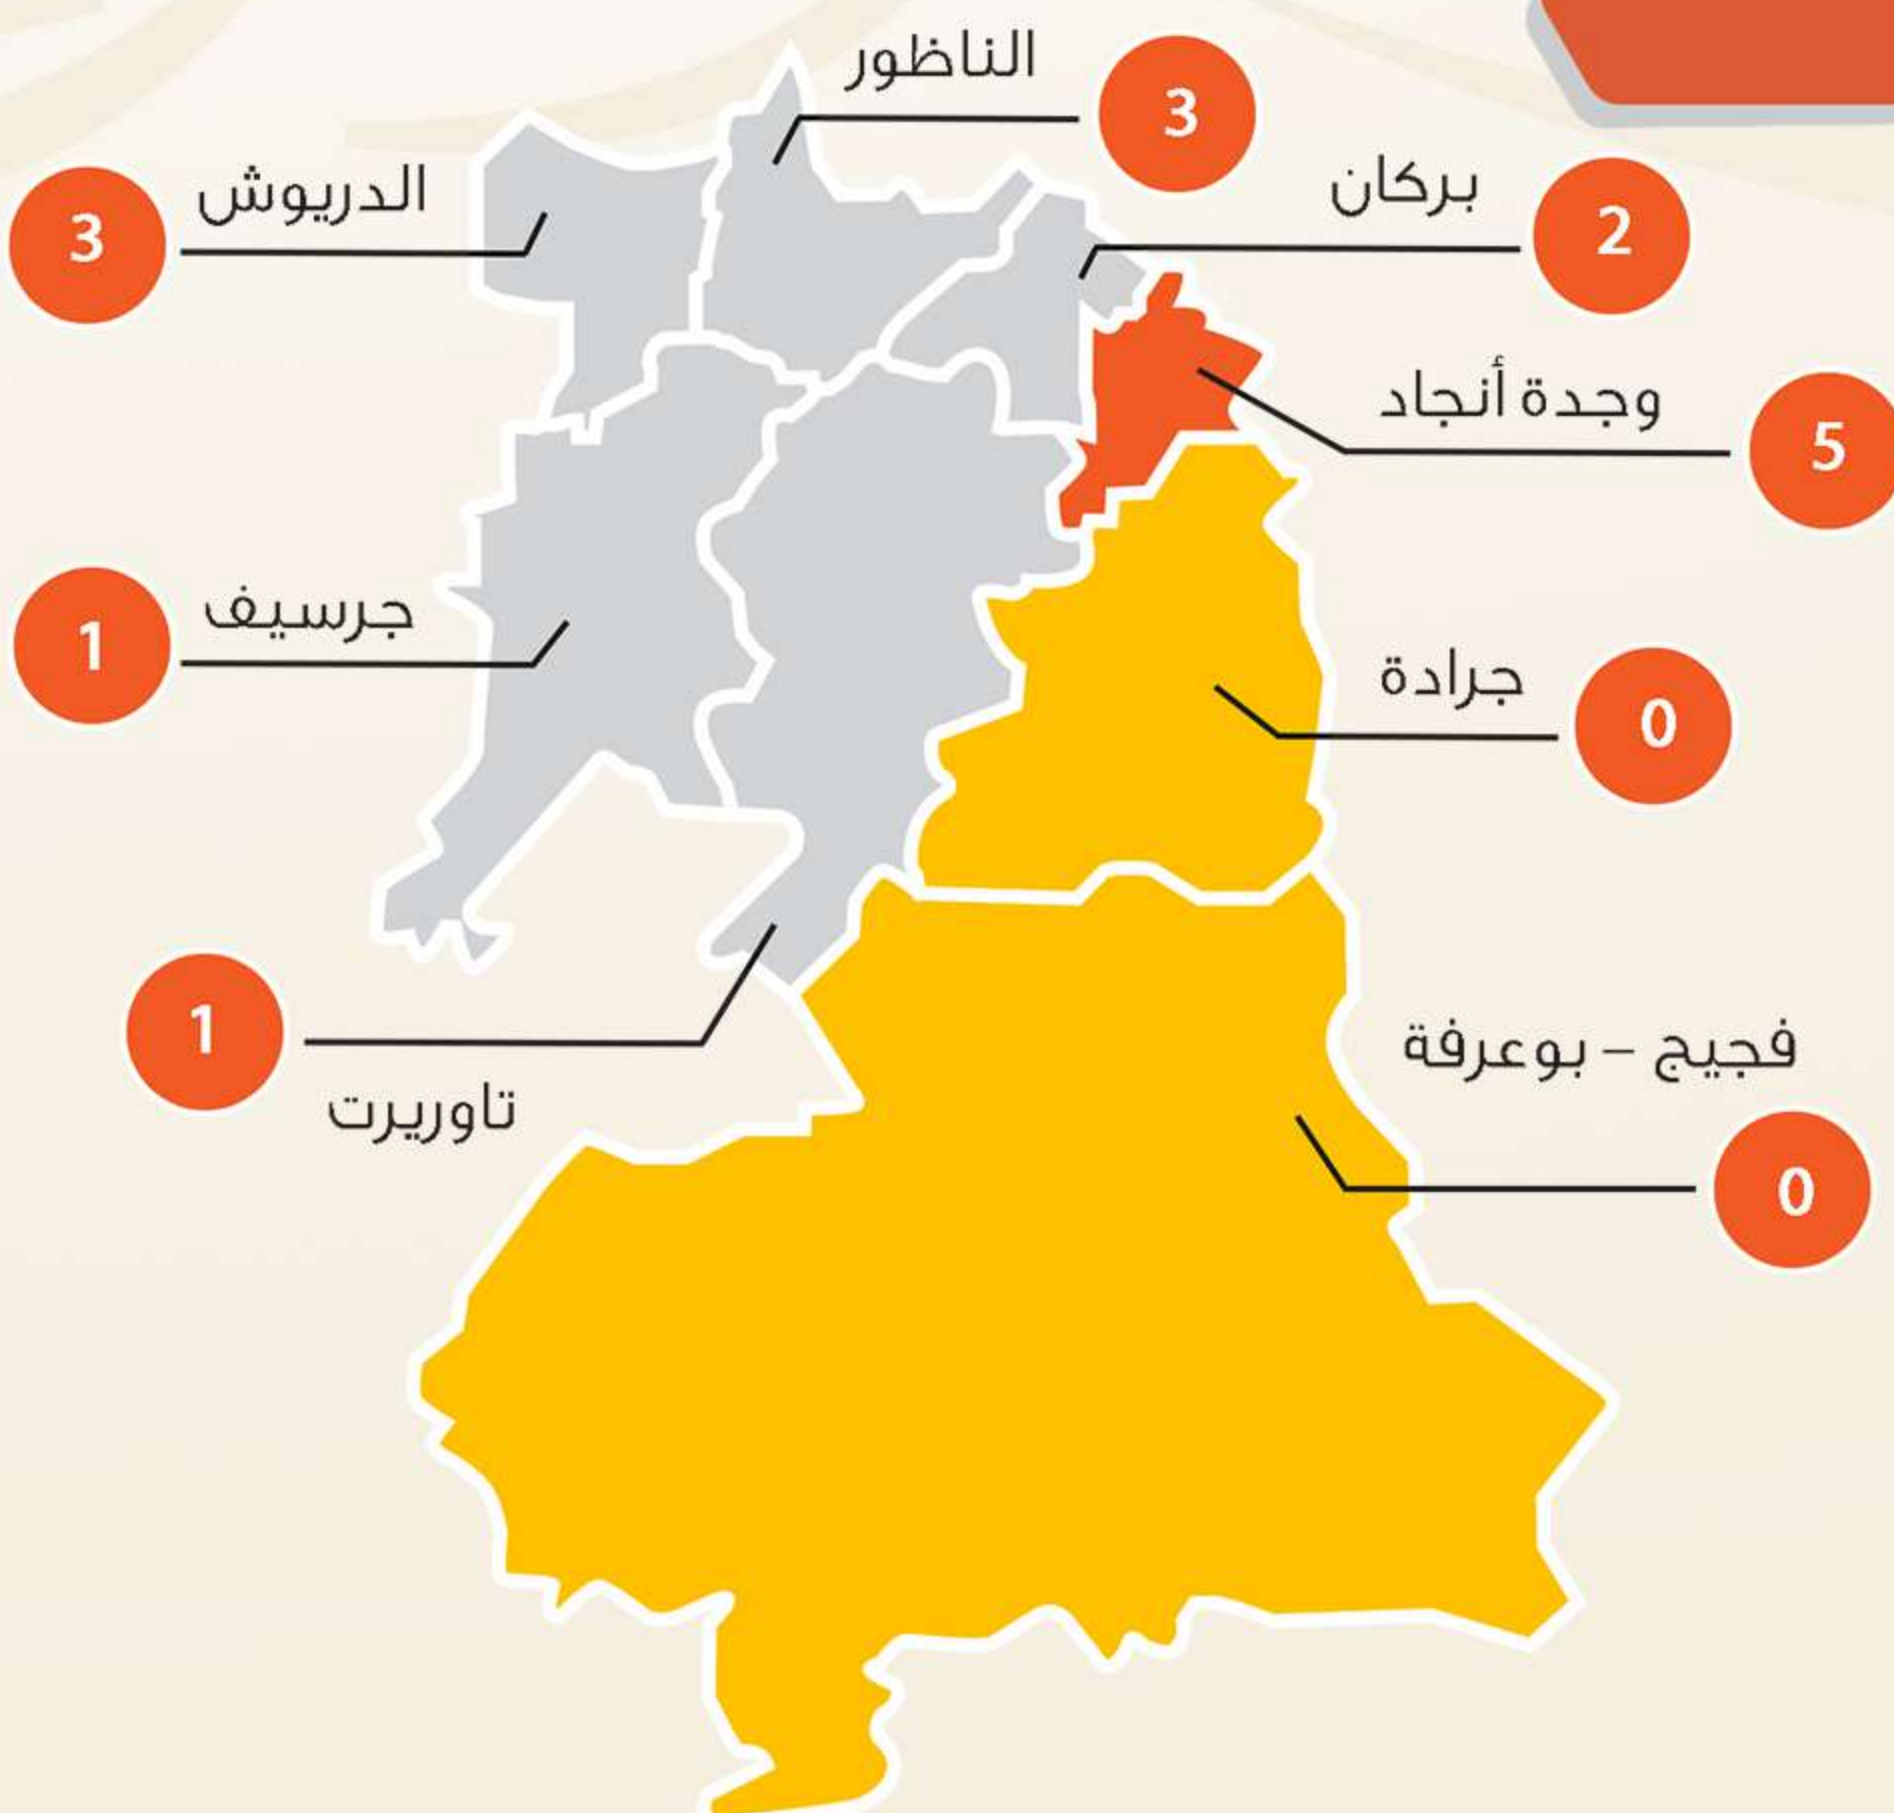 الناظور
3
بركان
2
الدريوش
3
وجدة أنجاد
5
جرسيف
1
جرادة
0
فجيج – بوعرفة
0
1
تاوريرت